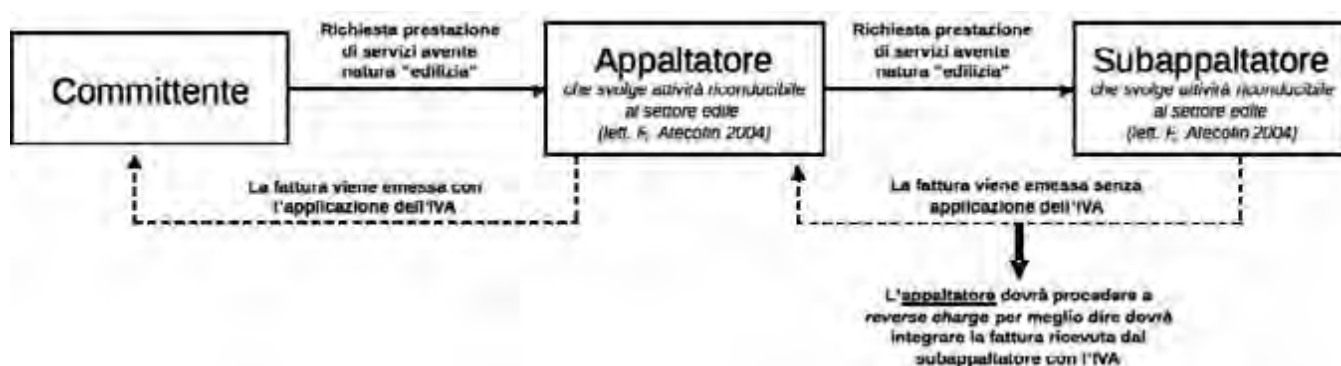 Committente
Richiesta prestazione
di servizi avente
natura "edilizia"
Appaltatore
che svolge attività riconducibile
al settore edile
(lett. F, Atecofin 2004)
Richiesta prestazione
di servizi avente
natura "edilizia"
Subappaltatore
che svolge attività riconducibile
al settore edile
(lett. F, Atecofin 2004)
La fattura viene emessa con
l'applicazione dell'IVA
La fattura viene emessa senza
applicazione dell'IVA
L'appaltatore dovrà procedere a
reverse charge per meglio dire dovrà
integrare la fattura ricevuta dal
subappaltatore con l'IVA